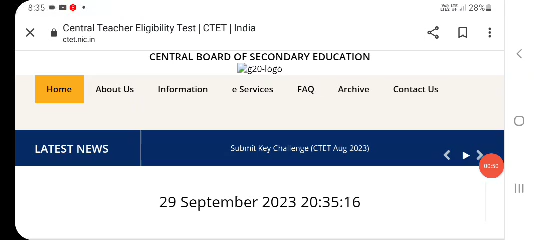 8:35
28%
Central Teacher Eligibility Test | CTET | India
ctet.nic.in
CENTRAL BOARD OF SECONDARY EDUCATION
g20-logo
Home About Us Information e Services FAQ Archive Contact Us
LATEST NEWS Submit Key Challenge (CTET Aug 2023)
00:50
29 September 2023 20:35:16